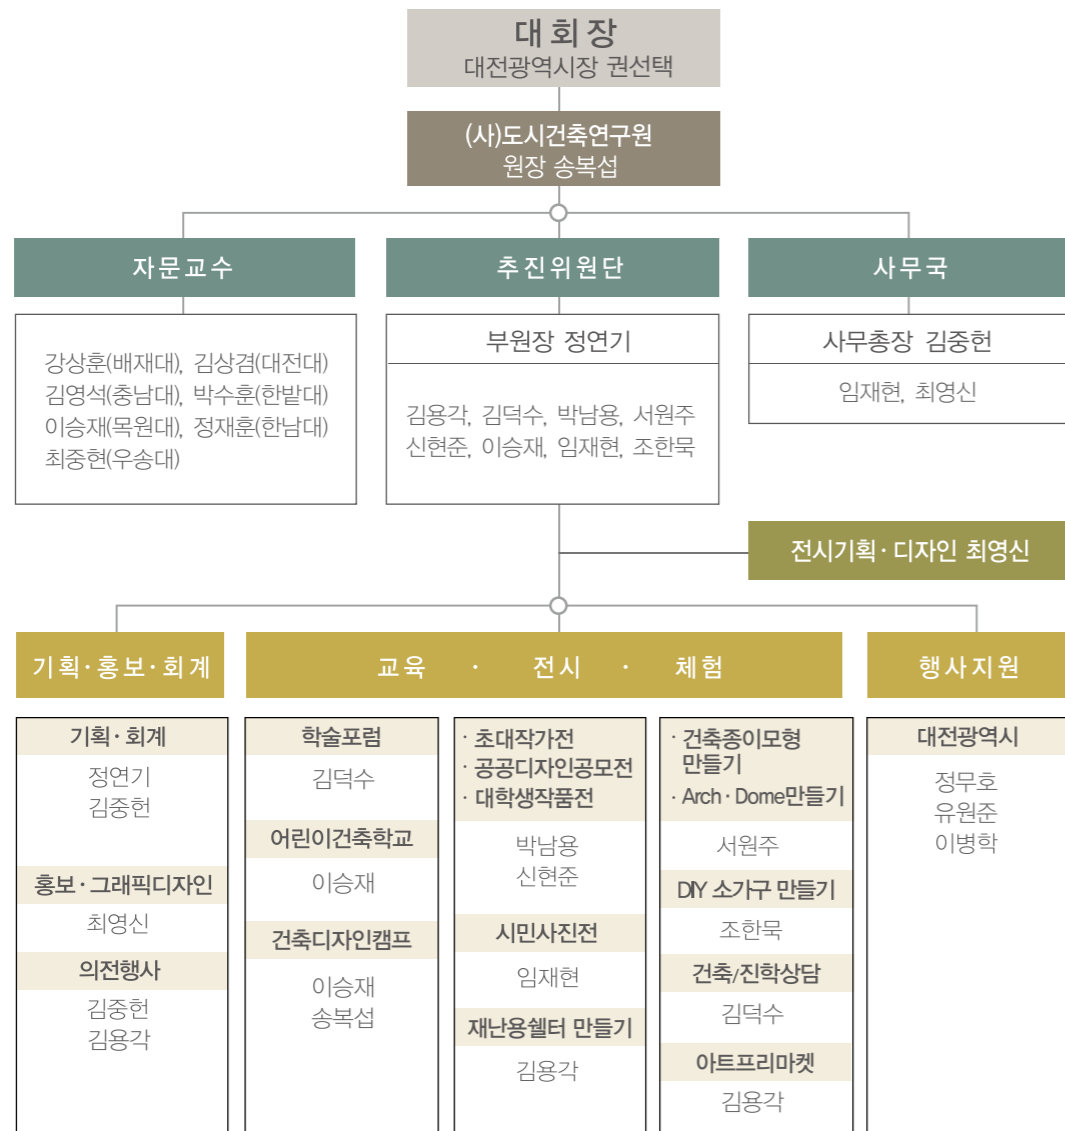 대회장
대전광역시장 권선택
(사)도시건축연구원
원장 송복섭
자문교수
강상훈(배재대), 김상겸(대전대)
김영석(충남대), 박수훈(한밭대)
이승재(목원대), 정재훈(한남대)
최중현(우송대)
추진위원단
부원장 정연기
김용각, 김덕수, 박남용, 서원주
신현준, 이승재, 임재현, 조한묵
사무국
사무총장 김중헌
임재현, 최영신
전시기획·디자인 최영신
기획·홍보·회계
기획·회계
정연기
김중헌
홍보·그래픽디자인
최영신
의전행사
김중헌
김용각
교육 · 전시 · 체험
학술포럼
김덕수
어린이건축학교
이승재
건축디자인캠프
이승재
송복섭
· 초대작가전
· 공공디자인공모전
· 대학생작품전
박남용
신현준
시민사진전
임재현
재난용쉘터 만들기
김용각
· 건축종이모형
만들기
· Arch·Dome만들기
서원주
DIY 소가구 만들기
조한묵
건축/진학상담
김덕수
아트프리마켓
김용각
행사지원
대전광역시
정무호
유원준
이병학